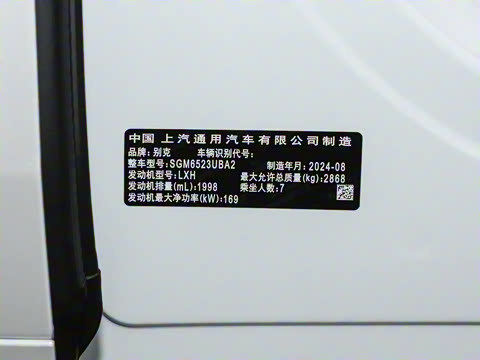 中国 上汽通用汽车有限公司制造
品牌：别克 车辆识别代号：
整车型号：SGM6523UBA2 制造年月：2024-08
发动机型号：LXH 最大允许总质量(kg)：2868
发动机排量(mL)：1998 乘坐人数：7
发动机最大净功率(kW)：169